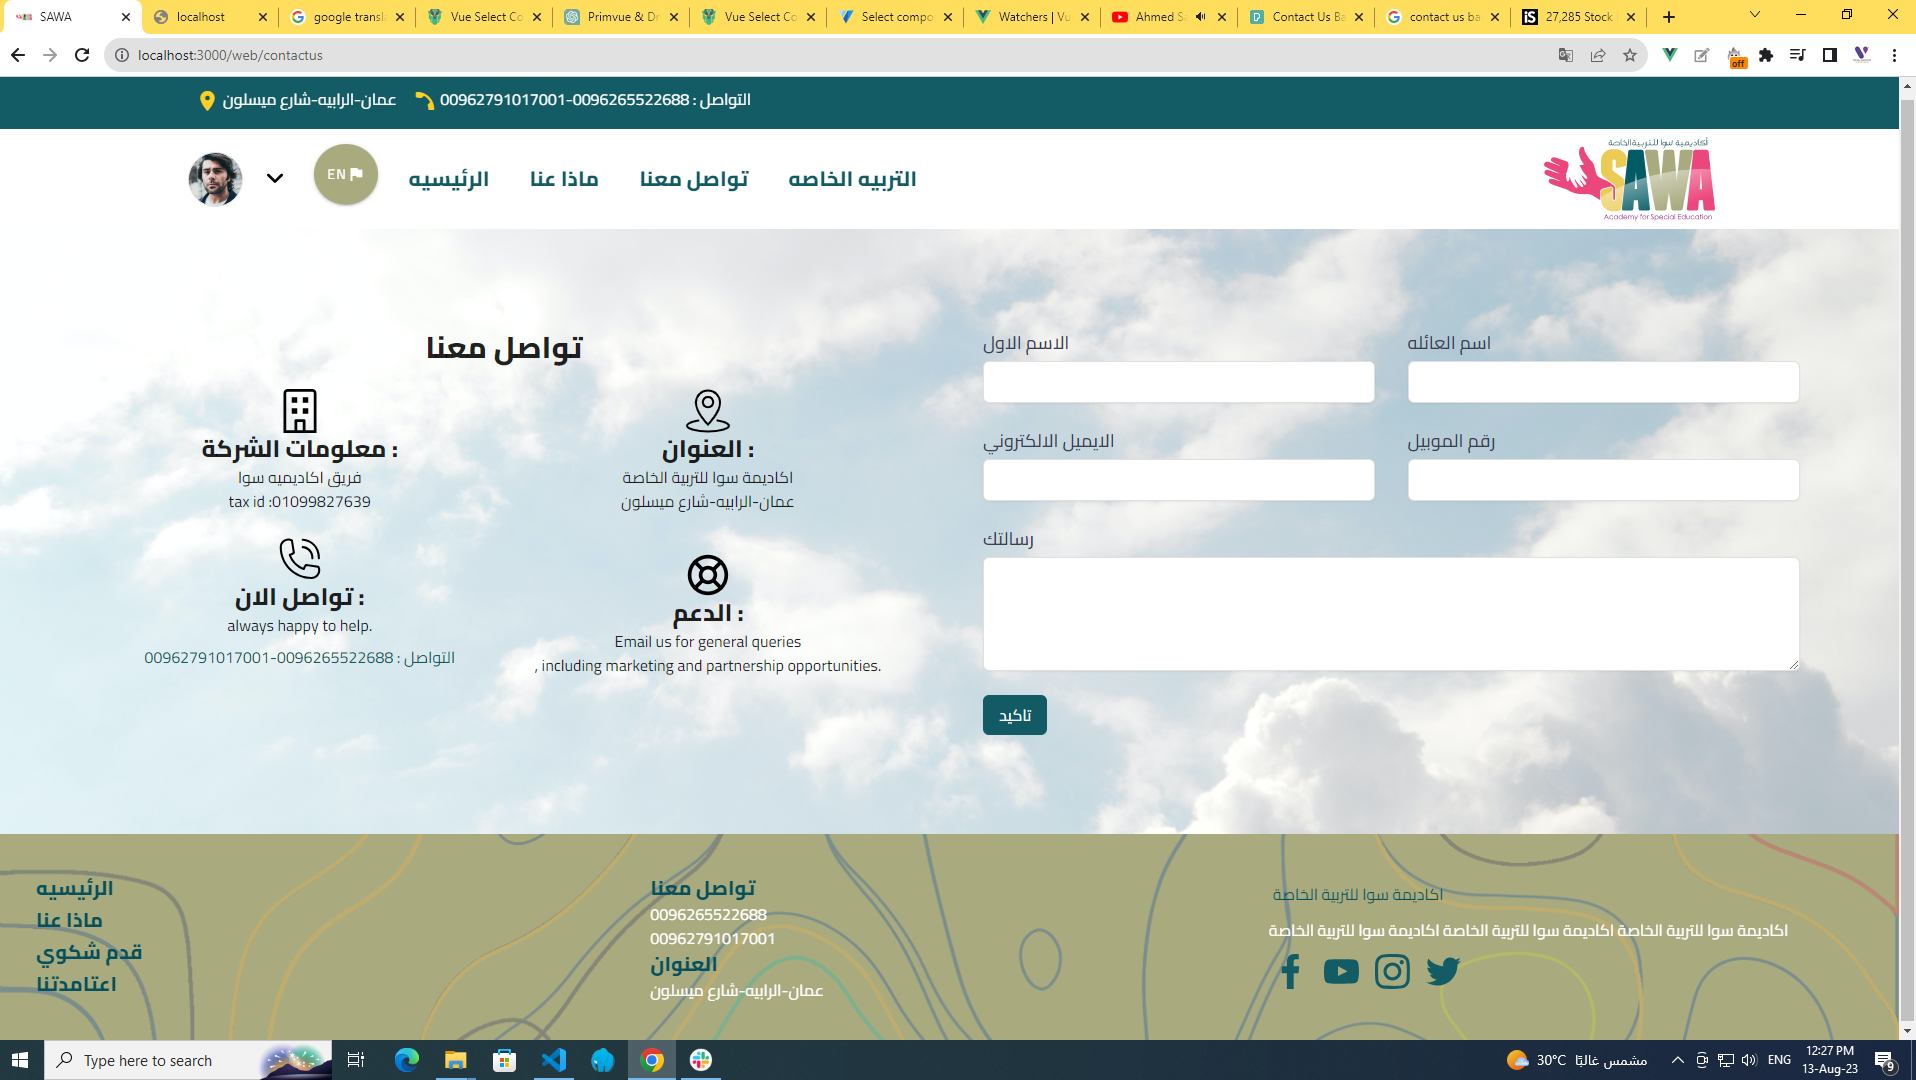 SAWA
localhost
google transla
Vue Select Co
Primvue & Dr
Vue Select Co
Select compo
Watchers | Vu
Ahmed Sa
Contact Us Ba
contact us ba
27,285 Stock
localhost:3000/web/contactus
off
عمان-الرابيه-شارع ميسلون
التواصل : 0096265522688-00962791017001
EN
الرئيسيه
ماذا عنا
تواصل معنا
التربيه الخاصه
أكاديمية سوا للتربية الخاصة
SAWA
Academy for Special Education
تواصل معنا
معلومات الشركة :
فريق اكاديميه سوا
tax id :01099827639
العنوان :
اكاديمة سوا للتربية الخاصة
عمان-الرابيه-شارع ميسلون
تواصل الان :
always happy to help.
التواصل : 0096265522688-00962791017001
الدعم :
Email us for general queries
, including marketing and partnership opportunities.
الاسم الاول
اسم العائله
الايميل الالكتروني
رقم الموبيل
رسالتك
تاكيد
الرئيسيه
ماذا عنا
قدم شكوي
اعتامدتنا
تواصل معنا
0096265522688
00962791017001
العنوان
عمان-الرابيه-شارع ميسلون
اكاديمة سوا للتربية الخاصة
اكاديمة سوا للتربية الخاصة اكاديمة سوا للتربية الخاصة اكاديمة سوا للتربية الخاصة
Type here to search
30°C
مشمس غالبًا
ENG
12:27 PM
13-Aug-23
9